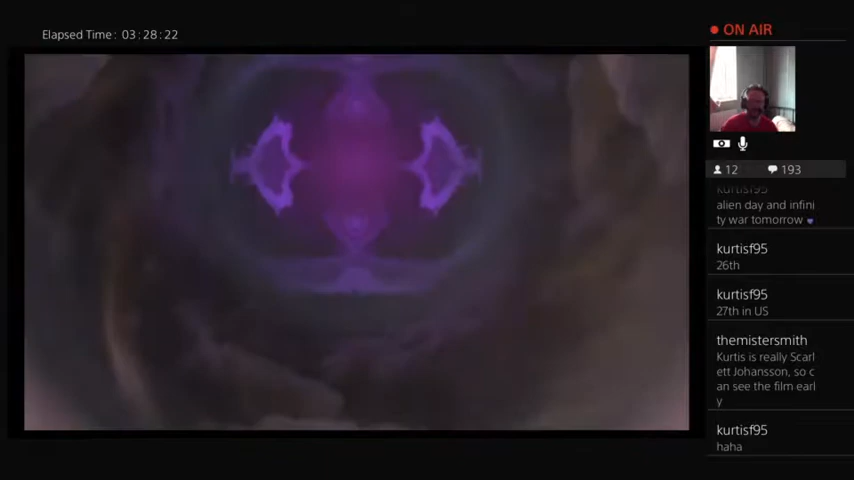 Elapsed Time: 03:28:22
ON AIR
12 193
kurtisf95
alien day and infini
ty war tomorrow
kurtisf95
26th
kurtisf95
27th in US
themistersmith
Kurtis is really Scarl
ett Johansson, so c
an see the film earl
y
kurtisf95
haha